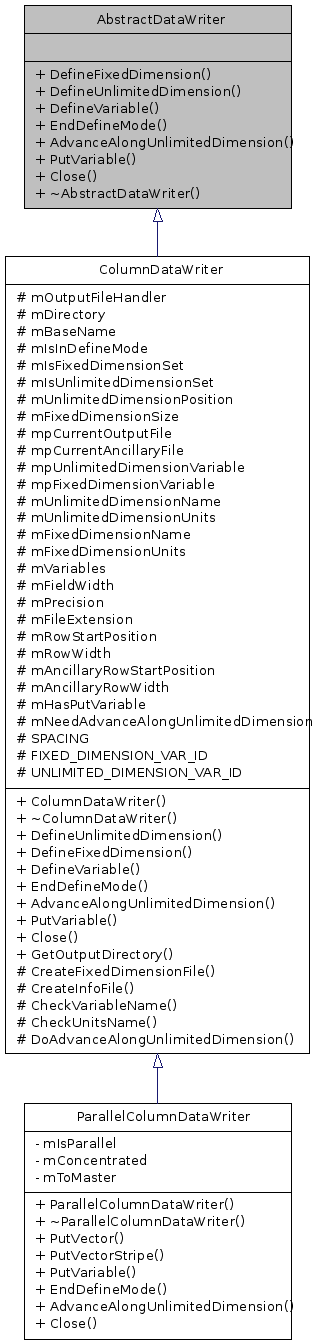 AbstractDataWriter
+ DefineFixedDimension()
+ DefineUnlimitedDimension()
+ DefineVariable()
+ EndDefineMode()
+ AdvanceAlongUnlimitedDimension()
+ PutVariable()
+ Close()
+ ~AbstractDataWriter()
ColumnDataWriter
# mOutputFileHandler
# mDirectory
# mBaseName
# mIsInDefineMode
# mIsFixedDimensionSet
# mIsUnlimitedDimensionSet
# mUnlimitedDimensionPosition
# mFixedDimensionSize
# mpCurrentOutputFile
# mpCurrentAncillaryFile
# mpUnlimitedDimensionVariable
# mpFixedDimensionVariable
# mUnlimitedDimensionName
# mUnlimitedDimensionUnits
# mFixedDimensionName
# mFixedDimensionUnits
# mVariables
# mFieldWidth
# mPrecision
# mFileExtension
# mRowStartPosition
# mRowWidth
# mAncillaryRowStartPosition
# mAncillaryRowWidth
# mHasPutVariable
# mNeedAdvanceAlongUnlimitedDimension
# SPACING
# FIXED_DIMENSION_VAR_ID
# UNLIMITED_DIMENSION_VAR_ID
+ ColumnDataWriter()
+ ~ColumnDataWriter()
+ DefineUnlimitedDimension()
+ DefineFixedDimension()
+ DefineVariable()
+ EndDefineMode()
+ AdvanceAlongUnlimitedDimension()
+ PutVariable()
+ Close()
+ GetOutputDirectory()
# CreateFixedDimensionFile()
# CreateInfoFile()
# CheckVariableName()
# CheckUnitsName()
# DoAdvanceAlongUnlimitedDimension()
ParallelColumnDataWriter
- mIsParallel
- mConcentrated
- mToMaster
+ ParallelColumnDataWriter()
+ ~ParallelColumnDataWriter()
+ PutVector()
+ PutVectorStripe()
+ PutVariable()
+ EndDefineMode()
+ AdvanceAlongUnlimitedDimension()
+ Close()